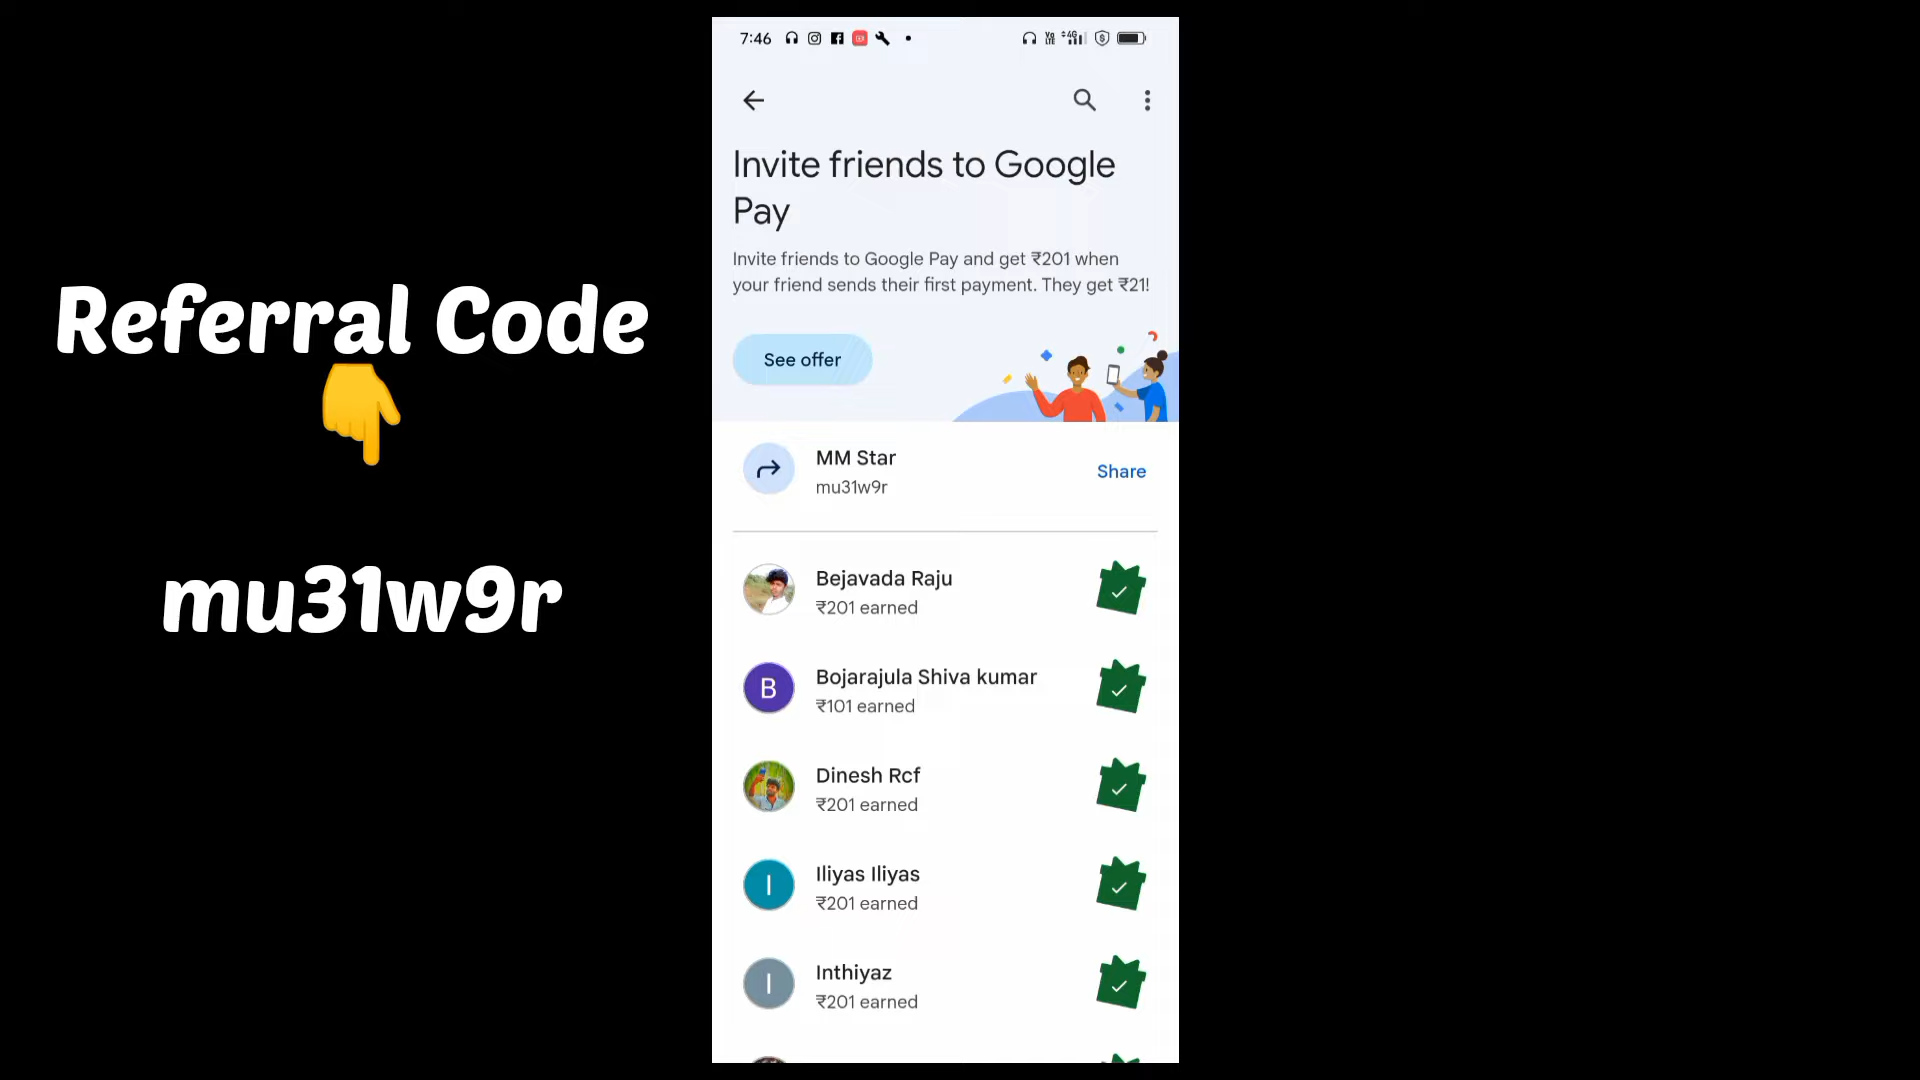 Referral Code
mu31w9r
7:46
Invite friends to Google
Pay
Invite friends to Google Pay and get ₹201 when
your friend sends their first payment. They get ₹21!
See offer
MM Star
mu31w9r
Share
Bejavada Raju
₹201 earned
B
Bojarajula Shiva kumar
₹101 earned
Dinesh Rcf
₹201 earned
I
Iliyas Iliyas
₹201 earned
I
Inthiyaz
₹201 earned